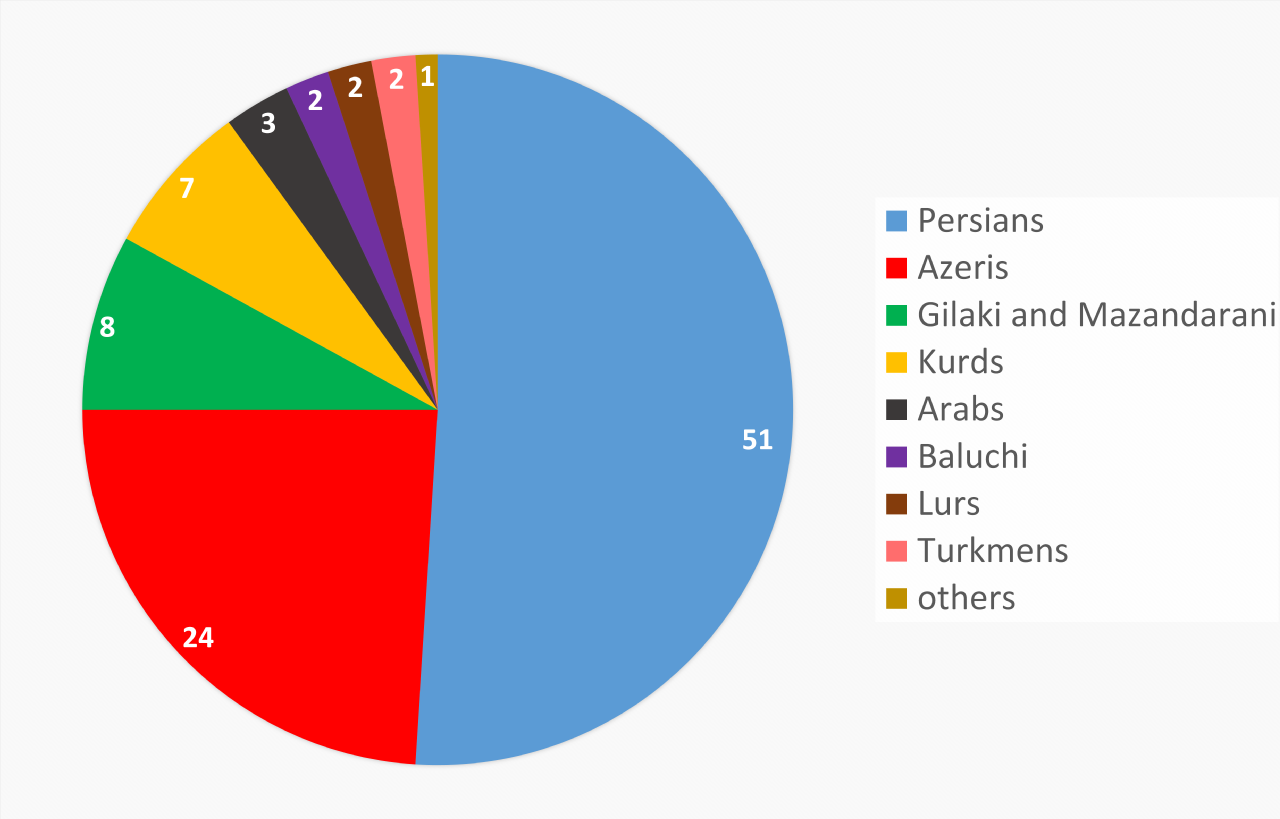 1
2
2
2
3
7
8
24
51
Persians
Azeris
Gilaki and Mazandarani
Kurds
Arabs
Baluchi
Lurs
Turkmens
others